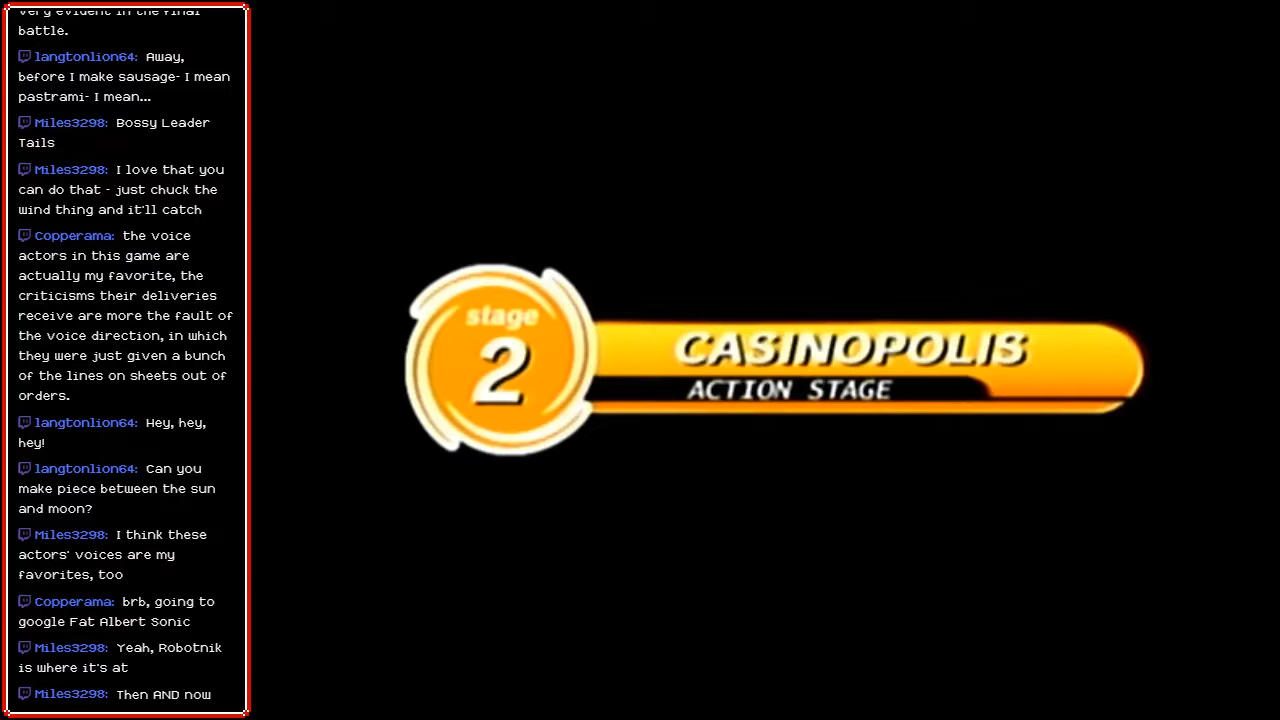 very evident in the final
battle.
langtonlion64: Away,
before I make sausage- I mean
pastrami- I mean...
Miles3298: Bossy Leader
Tails
Miles3298: I love that you
can do that - just chuck the
wind thing and it'll catch
Copperama: the voice
actors in this game are
actually my favorite, the
criticisms their deliveries
receive are more the fault of
the voice direction, in which
they were just given a bunch
of the lines on sheets out of
orders.
langtonlion64: Hey, hey,
hey!
langtonlion64: Can you
make piece between the sun
and moon?
Miles3298: I think these
actors' voices are my
favorites, too
Copperama: brb, going to
google Fat Albert Sonic
Miles3298: Yeah, Robotnik
is where it's at
Miles3298: Then AND now
stage
2
CASINOPOLIS
ACTION STAGE